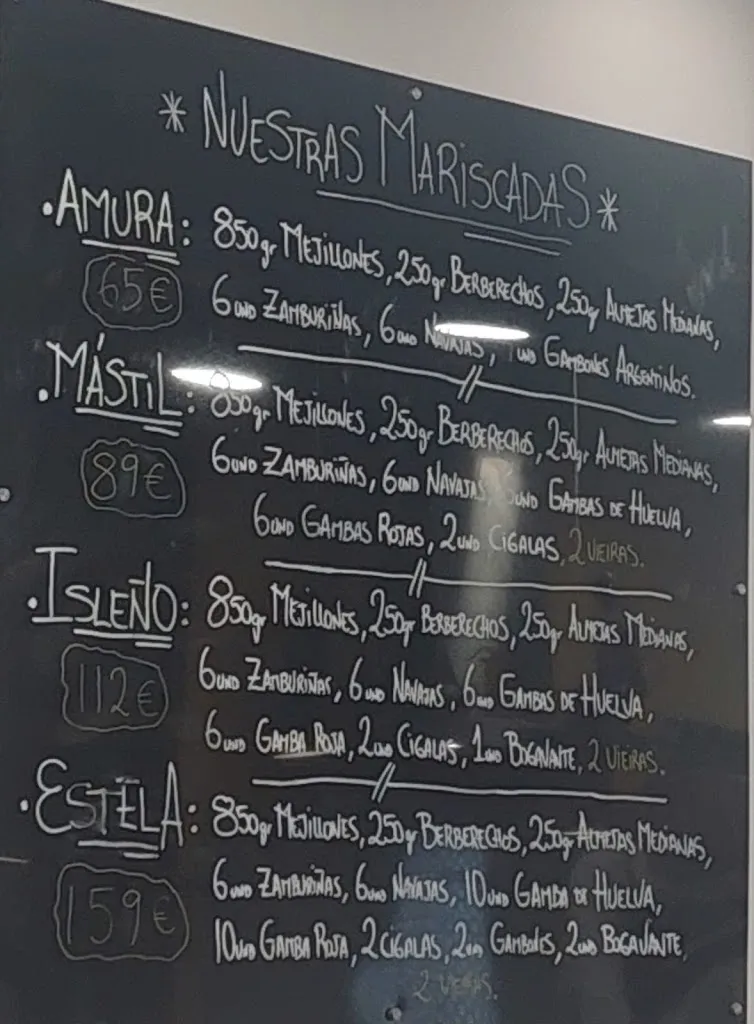 * NUESTRAS MARISCADAS *
. AMURA: 850gr MEJILLONES, 250gr BERBERECHOS, 250gr ALMEJAS MEDIANAS,
65€ 6UND ZAMBURIÑAS, 6UND NAVAJAS, UND GAMBONES ARGENTINOS.
. MÁSTIL: 850gr MEJILLONES, 250gr BERBERECHOS, 250gr ALMEJAS MEDIANAS,
89€ 6UND ZAMBURIÑAS, 6UND NAVAJAS, UND GAMBAS DE HUELVA,
6UND GAMBAS ROJAS, 2UND CIGALAS, 2 VIEIRAS.
. ISLEÑO: 850gr MEJILLONES, 250gr BERBERECHOS, 250gr ALMEJAS MEDIANAS,
112€ 6UND ZAMBURIÑAS, 6UND NAVAJAS, 6UND GAMBAS DE HUELVA,
6UND GAMBA ROJA, 2UND CIGALAS, 1UND BOGAVANTE, 2 VIEIRAS.
. ESTELA: 850gr MEJILLONES, 250gr BERBERECHOS, 250gr ALMEJAS MEDIANAS,
159€ 6UND ZAMBURIÑAS, 6UND NAVAJAS, 10UND GAMBA DE HUELVA,
10UND GAMBA ROJA, 2 CIGALAS, 2UND GAMBONES, 2UND BOGAVANTE,
2 VIEIRAS.